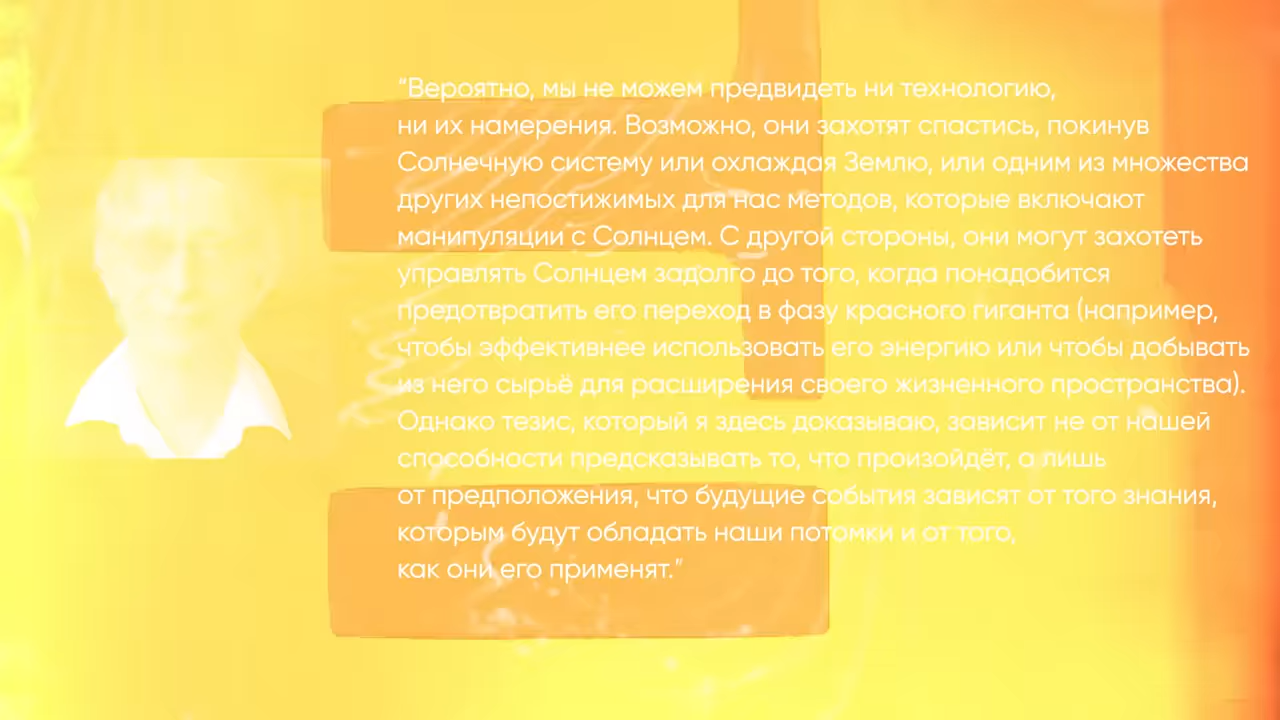 “Вероятно, мы не можем предвидеть ни технологию,
ни их намерения. Возможно, они захотят спастись, покинув
Солнечную систему или охлаждая Землю, или одним из множества
других непостижимых для нас методов, которые включают
манипуляции с Солнцем. С другой стороны, они могут захотеть
управлять Солнцем задолго до того, когда понадобится
предотвратить его переход в фазу красного гиганта (например,
чтобы эффективнее использовать его энергию или чтобы добывать
из него сырьё для расширения своего жизненного пространства).
Однако тезис, который я здесь доказываю, зависит не от нашей
способности предсказывать то, что произойдёт, а лишь
от предположения, что будущие события зависят от того знания,
которым будут обладать наши потомки и от того,
как они его применят.”